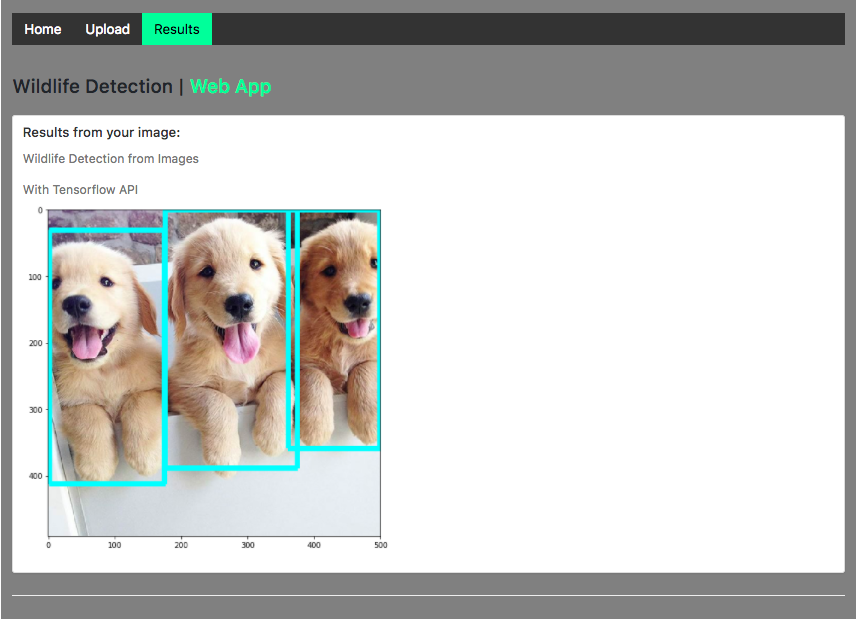 Home Upload Results
Wildlife Detection | Web App
Results from your image:
Wildlife Detection from Images
With Tensorflow API
0
100
200
300
400
0 100 200 300 400 500